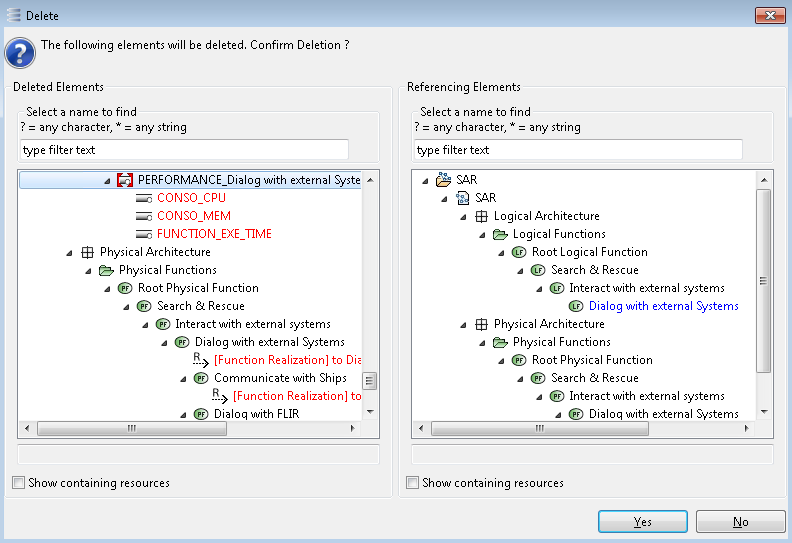 Delete
The following elements will be deleted. Confirm Deletion ?
Deleted Elements
Select a name to find
? = any character, * = any string
type filter text
PERFORMANCE_Dialog with external Syste
CONSO_CPU
CONSO_MEM
FUNCTION_EXE_TIME
Physical Architecture
Physical Functions
PF Root Physical Function
PF Search & Rescue
PF Interact with external systems
PF Dialog with external Systems
R [Function Realization] to Dia
PF Communicate with Ships
R [Function Realization] to
PF Dialog with FLIR
Show containing resources
Referencing Elements
Select a name to find
? = any character, * = any string
type filter text
SAR
SAR
Logical Architecture
Logical Functions
LF Root Logical Function
LF Search & Rescue
LF Interact with external systems
LF Dialog with external Systems
Physical Architecture
Physical Functions
PF Root Physical Function
PF Search & Rescue
PF Interact with external systems
PF Dialog with external Systems
Show containing resources
Yes
No